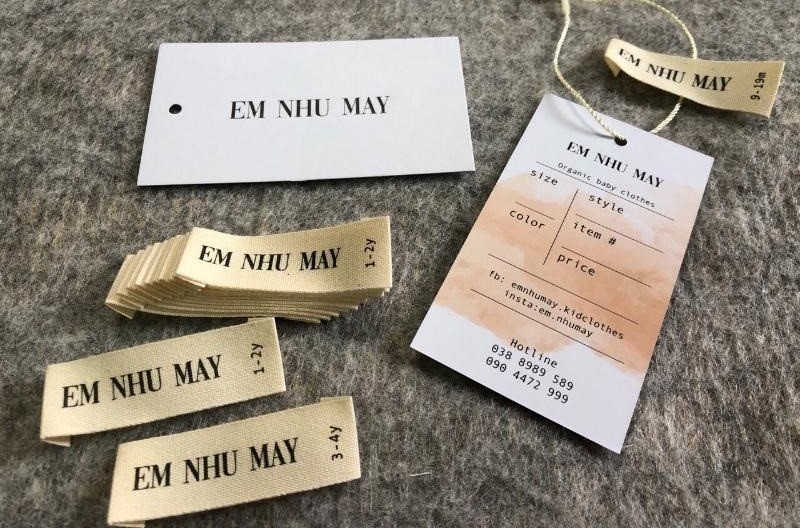 EM NHU MAY
EM NHU MAY
9-19m
EM NHU MAY
Organic baby clothes
size
style
color
item #
price
fb: emnhumay.kidclothes
insta:em.nhumay
Hotline
038 8989 589
090 4472 999
EM NHU MAY
1-2y
EM NHU MAY
1-2y
EM NHU MAY
3-4y